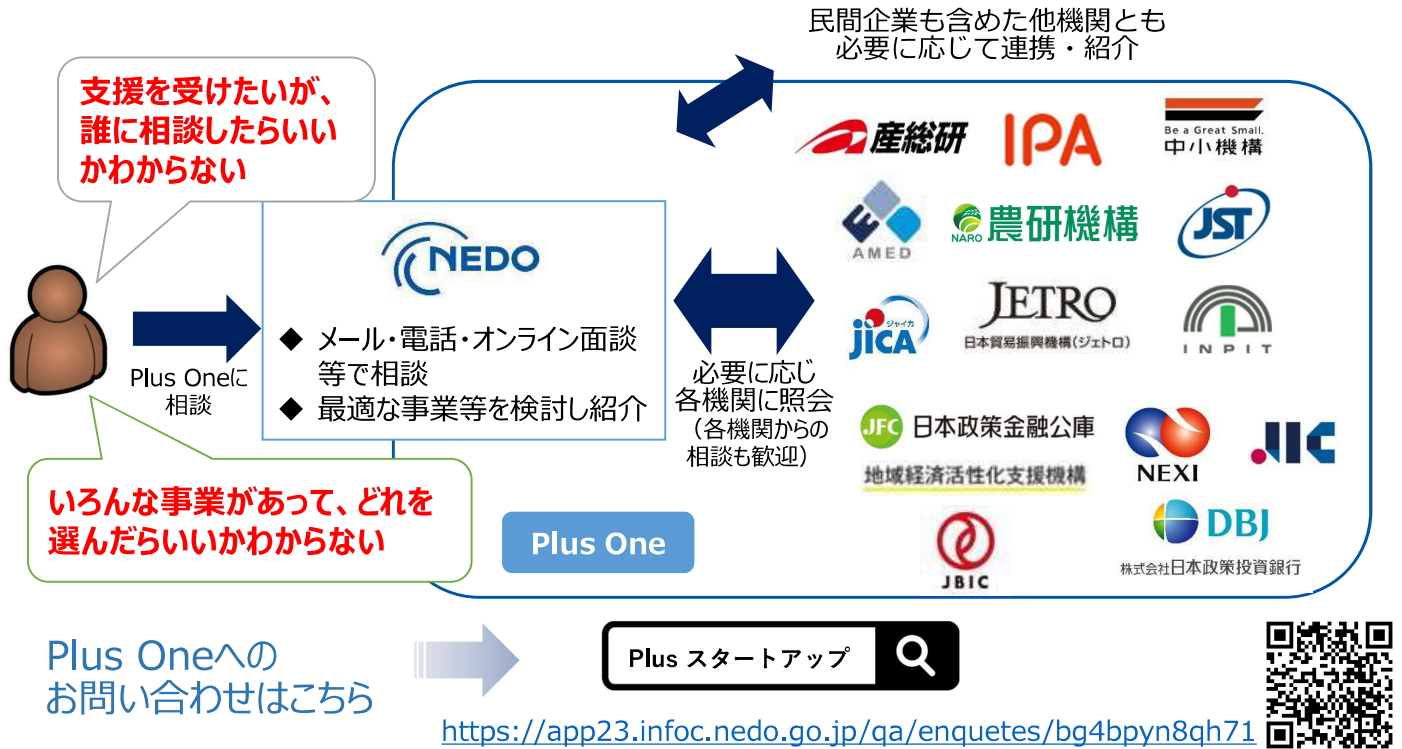 民間企業も含めた他機関とも
必要に応じて連携・紹介
支援を受けたいが、
誰に相談したらいい
かわからない
産総研
IPA
Be a Great Small.
中小機構
NEDO
AMED
NARO 農研機構
JST
◆ メール・電話・オンライン面談
等で相談
◆ 最適な事業等を検討し紹介
Plus Oneに
相談
必要に応じ
各機関に照会
（各機関からの
相談も歓迎）
ジャイカ
jICA
JETRO
日本貿易振興機構(ジェトロ)
INPIT
JFC 日本政策金融公庫
地域経済活性化支援機構
NEXI
JIC
JBIC
DBJ
株式会社日本政策投資銀行
いろんな事業があって、どれを
選んだらいいかわからない
Plus One
Plus Oneへの
お問い合わせはこちら
Plus スタートアップ
https://app23.infoc.nedo.go.jp/qa/enquetes/bg4bpyn8qh71